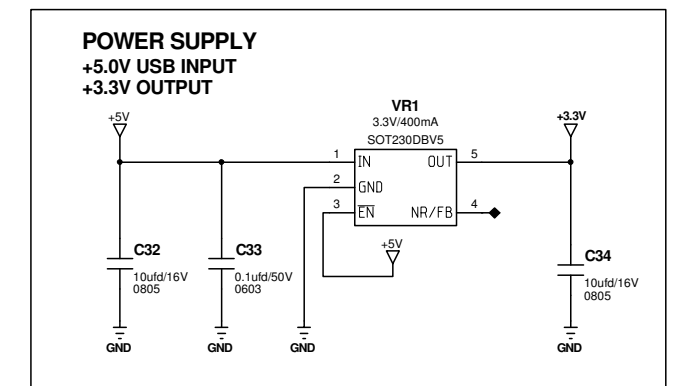 POWER SUPPLY
+5.0V USB INPUT
+3.3V OUTPUT
+5V
VR1
3.3V/400mA
SOT230DBV5
+3.3V
1
IN
OUT
5
2
GND
3
EN
NR/FB
4
+5V
C32
10ufd/16V
0805
C33
0.1ufd/50V
0603
C34
10ufd/16V
0805
GND
GND
GND
GND